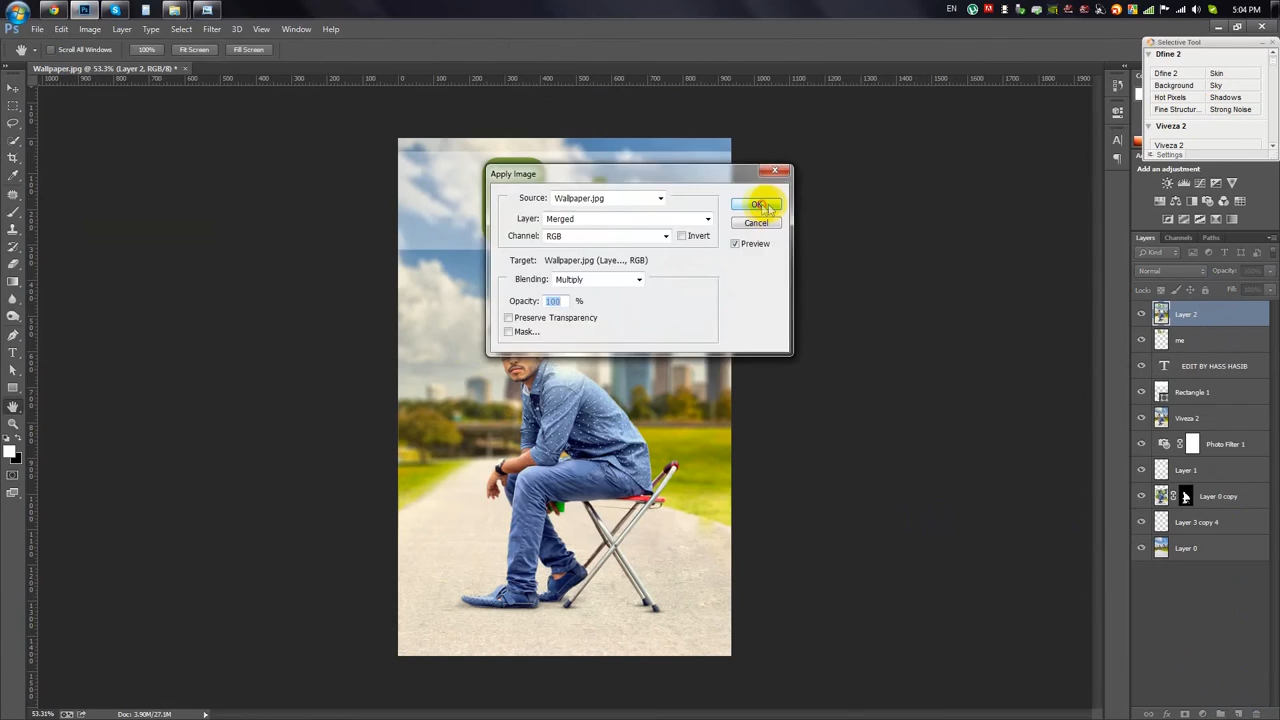 EN
5:04 PM
Ps
File
Edit
Image
Layer
Type
Select
Filter
3D
View
Window
Help
Scroll All Windows
100%
Fit Screen
Fill Screen
Wallpaper.jpg @ 53.3% (Layer 2, RGB/8) *
Selective Tool
Dfine 2
Dfine 2
Skin
Background
Sky
Hot Pixels
Shadows
Fine Structur...
Strong Noise
Viveza 2
Viveza 2
Settings
Add an adjustment
Apply Image
Source: Wallpaper.jpg
Layer: Merged
Channel: RGB
Invert
Target: Wallpaper.jpg (Laye..., RGB)
Blending: Multiply
Opacity: 100 %
Preserve Transparency
Mask...
OK
Cancel
Preview
Layers
Channels
Paths
Kind
Normal
Opacity:
Lock:
Fill:
Layer 2
me
EDIT BY HASS HASIB
Rectangle 1
Viveza 2
Photo Filter 1
Layer 1
Layer 0 copy
Layer 3 copy 4
Layer 0
53.31%
Doc: 3.90M/27.1M